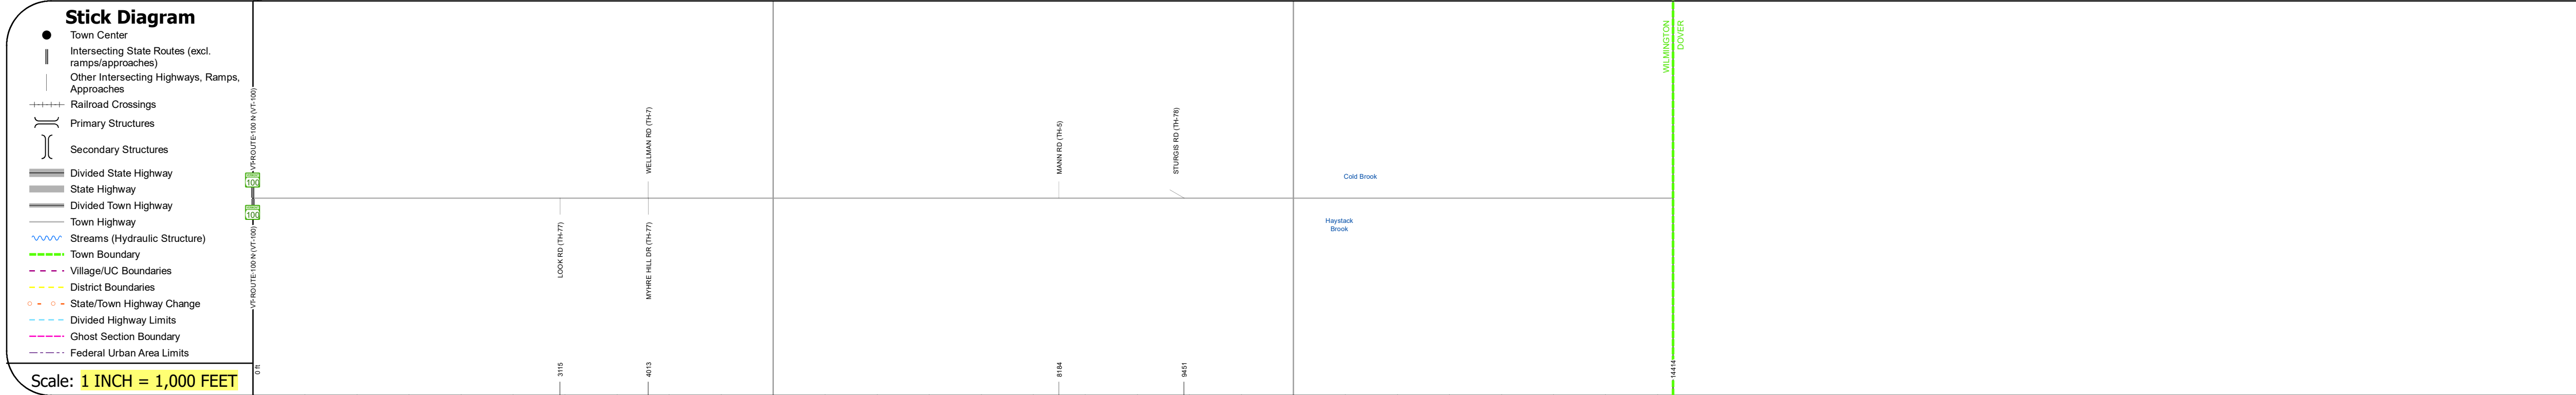 Stick Diagram
Town Center
Intersecting State Routes (excl.
ramps/approaches)
Other Intersecting Highways, Ramps,
Approaches
Railroad Crossings
Primary Structures
Secondary Structures
Divided State Highway
State Highway
Divided Town Highway
Town Highway
Streams (Hydraulic Structure)
Town Boundary
Village/UC Boundaries
District Boundaries
State/Town Highway Change
Divided Highway Limits
Ghost Section Boundary
Federal Urban Area Limits
Scale: 1 INCH = 1,000 FEET
VT-ROUTE-100 N (VT-100)
100
100
VT-ROUTE-100 N (VT-100)
0 ft
LOOK RD (TH-77)
3115
WELLMAN RD (TH-7)
MYHRE HILL DR (TH-77)
4013
MANN RD (TH-5)
8184
STURGIS RD (TH-78)
9451
Cold Brook
Haystack
Brook
WILMINGTON
DOVER
14414